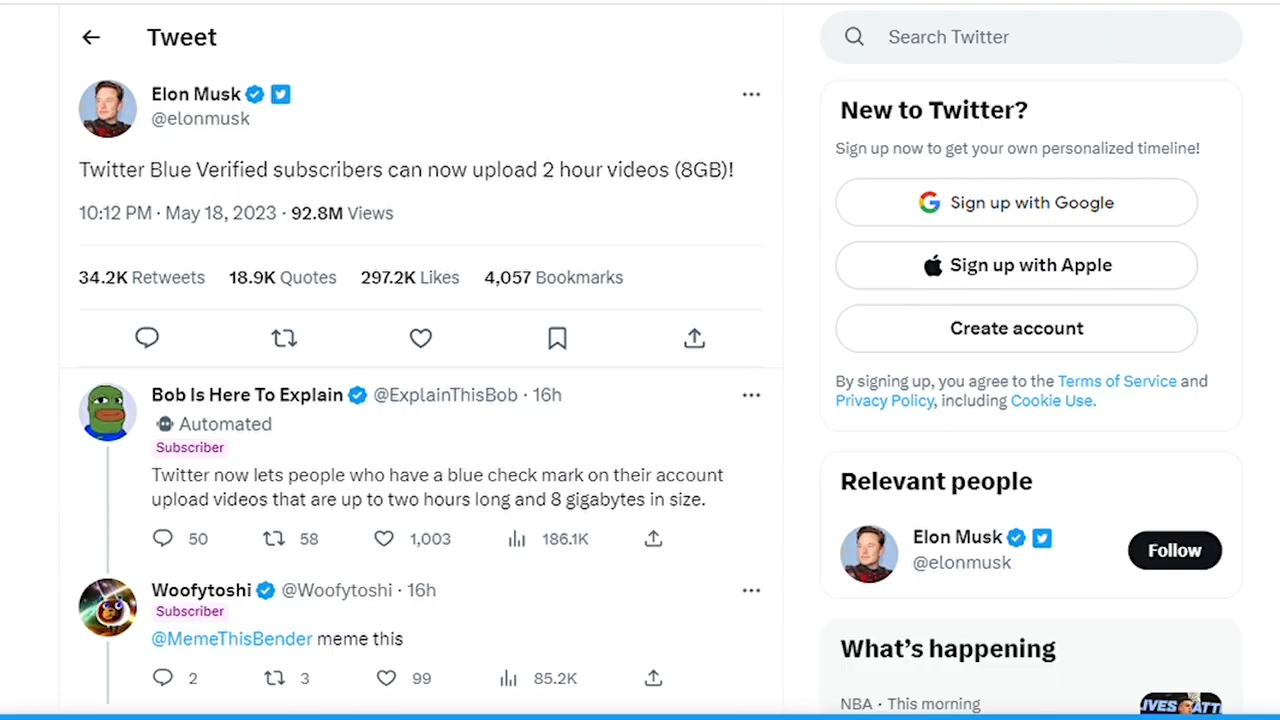 Tweet
Elon Musk
@elonmusk
Twitter Blue Verified subscribers can now upload 2 hour videos (8GB)!
10:12 PM · May 18, 2023 · 92.8M Views
34.2K Retweets 18.9K Quotes 297.2K Likes 4,057 Bookmarks
Bob Is Here To Explain @ExplainThisBob · 16h
Automated
Subscriber
Twitter now lets people who have a blue check mark on their account
upload videos that are up to two hours long and 8 gigabytes in size.
50 58 1,003 186.1K
Woofytoshi @Woofytoshi · 16h
Subscriber
@MemeThisBender meme this
2 3 99 85.2K
Search Twitter
New to Twitter?
Sign up now to get your own personalized timeline!
Sign up with Google
Sign up with Apple
Create account
By signing up, you agree to the Terms of Service and
Privacy Policy, including Cookie Use.
Relevant people
Elon Musk
@elonmusk
Follow
What's happening
NBA · This morning